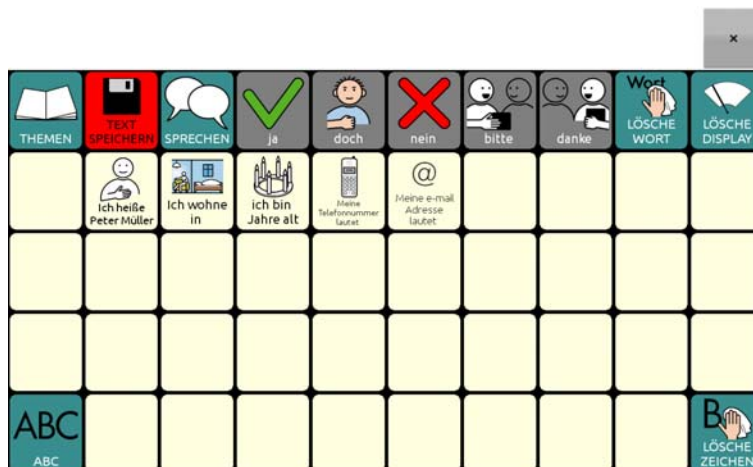 ×
THEMEN
TEXT
SPEICHERN
SPRECHEN
ja
doch
nein
bitte
danke
Wort
LÖSCHE
WORT
LÖSCHE
DISPLAY
Ich heiße
Peter Müller
Ich wohne
in
ich bin
Jahre alt
Meine
Telefonnummer
lautet
@
Meine e-mail
Adresse
lautet
ABC
ABC
B
LÖSCHE
ZEICHEN